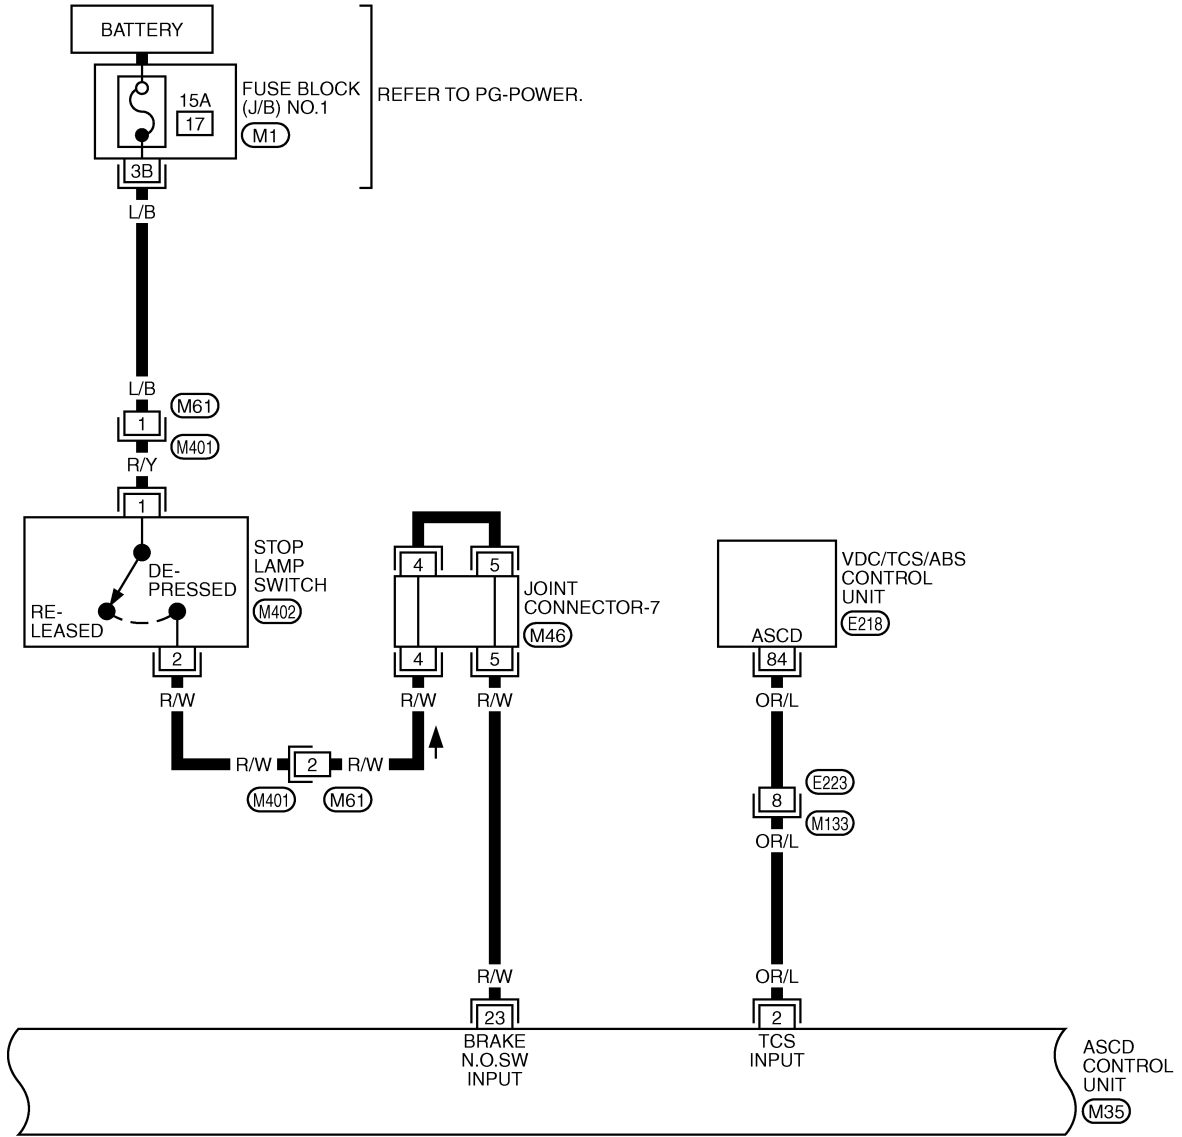 BATTERY
15A
17
FUSE BLOCK
(J/B) NO.1
M1
REFER TO PG-POWER.
3B
L/B
L/B
M61
1
M401
R/Y
1
STOP
LAMP
SWITCH
M402
DE-
PRESSED
RE-
LEASED
2
R/W
R/W
2
R/W
M401
M61
4
5
JOINT
CONNECTOR-7
M46
4
5
R/W
R/W
R/W
23
BRAKE
N.O.SW
INPUT
VDC/TCS/ABS
CONTROL
UNIT
E218
ASCD
84
OR/L
E223
8
M133
OR/L
OR/L
2
TCS
INPUT
ASCD
CONTROL
UNIT
M35